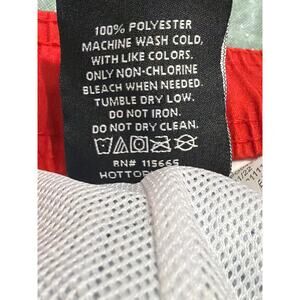 100% POLYESTER
MACHINE WASH COLD,
WITH LIKE COLORS.
ONLY NON-CHLORINE
BLEACH WHEN NEEDED.
TUMBLE DRY LOW.
DO NOT IRON.
DO NOT DRY CLEAN.
RN# 115665